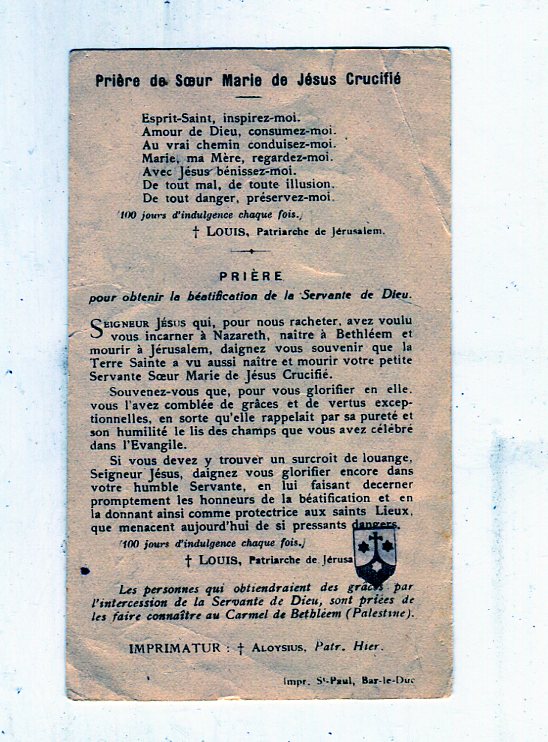 Prière de Sœur Marie de Jésus Crucifié
Esprit-Saint, inspirez-moi.
Amour de Dieu, consumez-moi.
Au vrai chemin conduisez-moi.
Marie, ma Mère, regardez-moi.
Avec Jésus bénissez-moi.
De tout mal, de toute illusion.
De tout danger, préservez-moi.
(100 jours d'indulgence chaque fois.)
† LOUIS, Patriarche de Jérusalem.
PRIÈRE
pour obtenir la béatification de la Servante de Dieu.
SEIGNEUR JÉSUS qui, pour nous racheter, avez voulu
vous incarner à Nazareth, naître à Bethléem et
mourir à Jérusalem, daignez vous souvenir que la
Terre Sainte a vu aussi naître et mourir votre petite
Servante Sœur Marie de Jésus Crucifié.
Souvenez-vous que, pour vous glorifier en elle,
vous l'avez comblée de grâces et de vertus excep-
tionnelles, en sorte qu'elle rappelait par sa pureté et
son humilité le lis des champs que vous avez célébré
dans l'Evangile.
Si vous devez y trouver un surcroit de louange,
Seigneur Jésus, daignez vous glorifier encore dans
votre humble Servante, en lui faisant decerner
promptement les honneurs de la béatification et en
la donnant ainsi comme protectrice aux saints Lieux,
que menacent aujourd'hui de si pressants dangers.
(100 jours d'indulgence chaque fois.)
† LOUIS, Patriarche de Jérusa
Les personnes qui obtiendraient des grâces par
l'intercession de la Servante de Dieu, sont priées de
les faire connaître au Carmel de Bethléem (Palestine).
IMPRIMATUR : † ALOYSIUS, Patr. Hier.
Impr. St-Paul, Bar-le-Duc